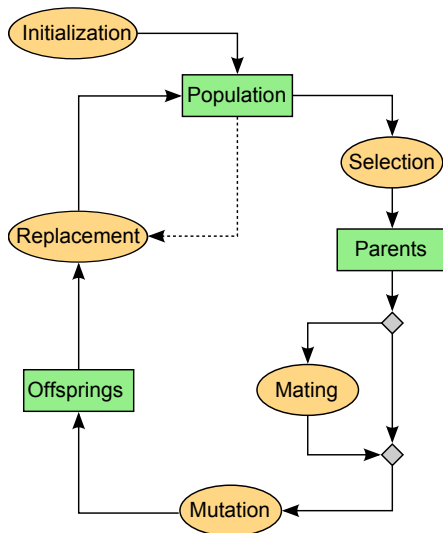 Initialization
Population
Selection
Replacement
Parents
Offsprings
Mating
Mutation